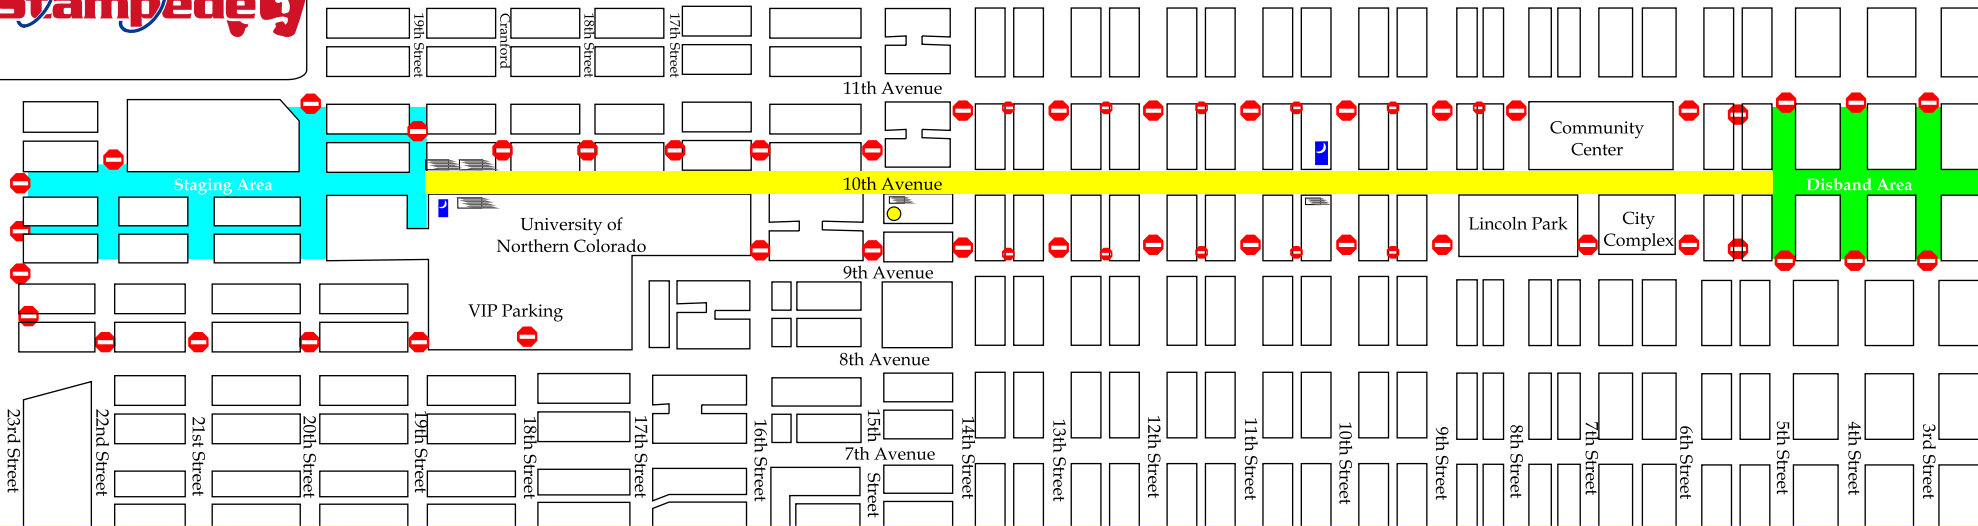 Stampede
19th Street
Cranford
18th Street
17th Street
11th Avenue
Community
Center
Staging Area
10th Avenue
Disband Area
University of
Northern Colorado
Lincoln Park
City
Complex
9th Avenue
VIP Parking
8th Avenue
23rd Street
22nd Street
21st Street
20th Street
19th Street
18th Street
17th Street
16th Street
15th Street
14th Street
13th Street
12th Street
11th Street
10th Street
9th Street
8th Street
7th Street
6th Street
5th Street
4th Street
3rd Street
7th Avenue